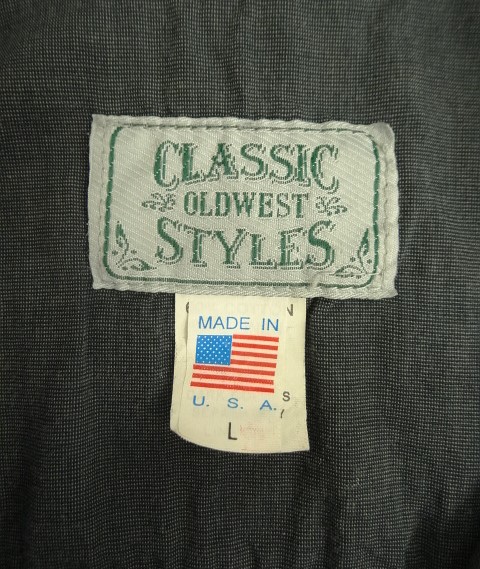 CLASSIC
OLDWEST
STYLES
MADE IN
U. S. A.
L